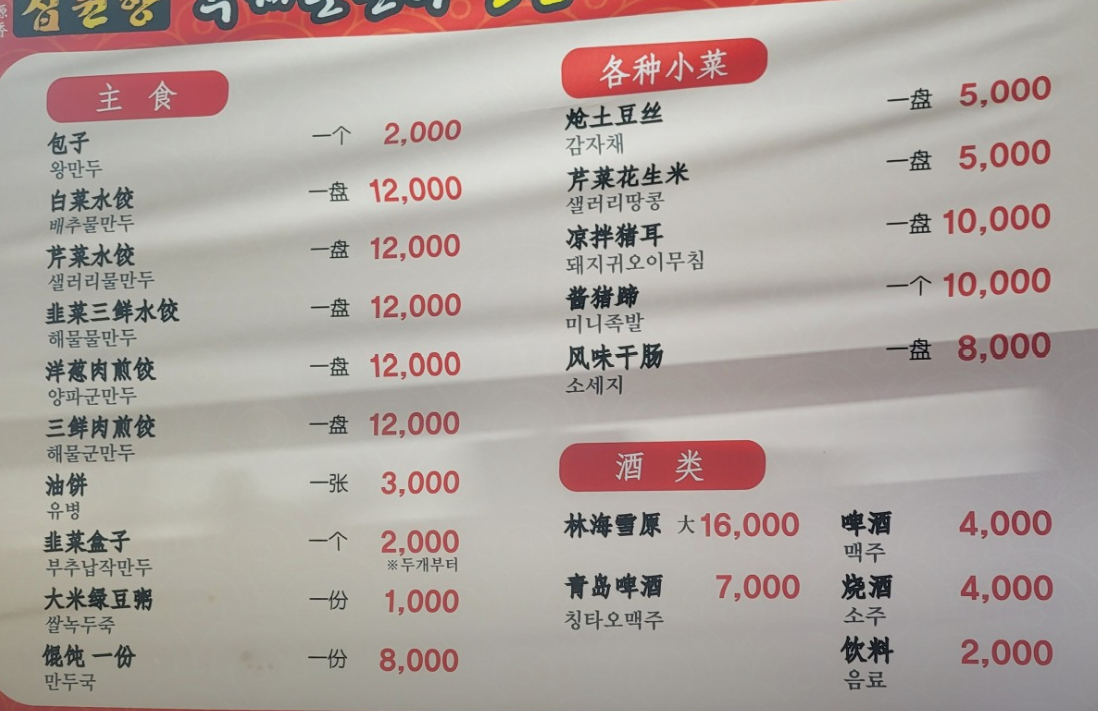 主食
包子 一个 2,000
왕만두
白菜水饺 一盘 12,000
배추물만두
芹菜水饺 一盘 12,000
샐러리물만두
韭菜三鲜水饺 一盘 12,000
해물물만두
洋葱肉煎饺 一盘 12,000
양파군만두
三鲜肉煎饺 一盘 12,000
해물군만두
油饼 一张 3,000
유병
韭菜盒子 一个 2,000
부추납작만두 ※두개부터
大米绿豆粥 一份 1,000
쌀녹두죽
馄饨 一份 一份 8,000
만두국
各种小菜
炝土豆丝 一盘 5,000
감자채
芹菜花生米 一盘 5,000
샐러리땅콩
凉拌猪耳 一盘 10,000
돼지귀오이무침
酱猪蹄 一个 10,000
미니족발
风味干肠 一盘 8,000
소세지
酒类
林海雪原 大 16,000
青岛啤酒 7,000
칭타오맥주
啤酒 4,000
맥주
烧酒 4,000
소주
饮料 2,000
음료